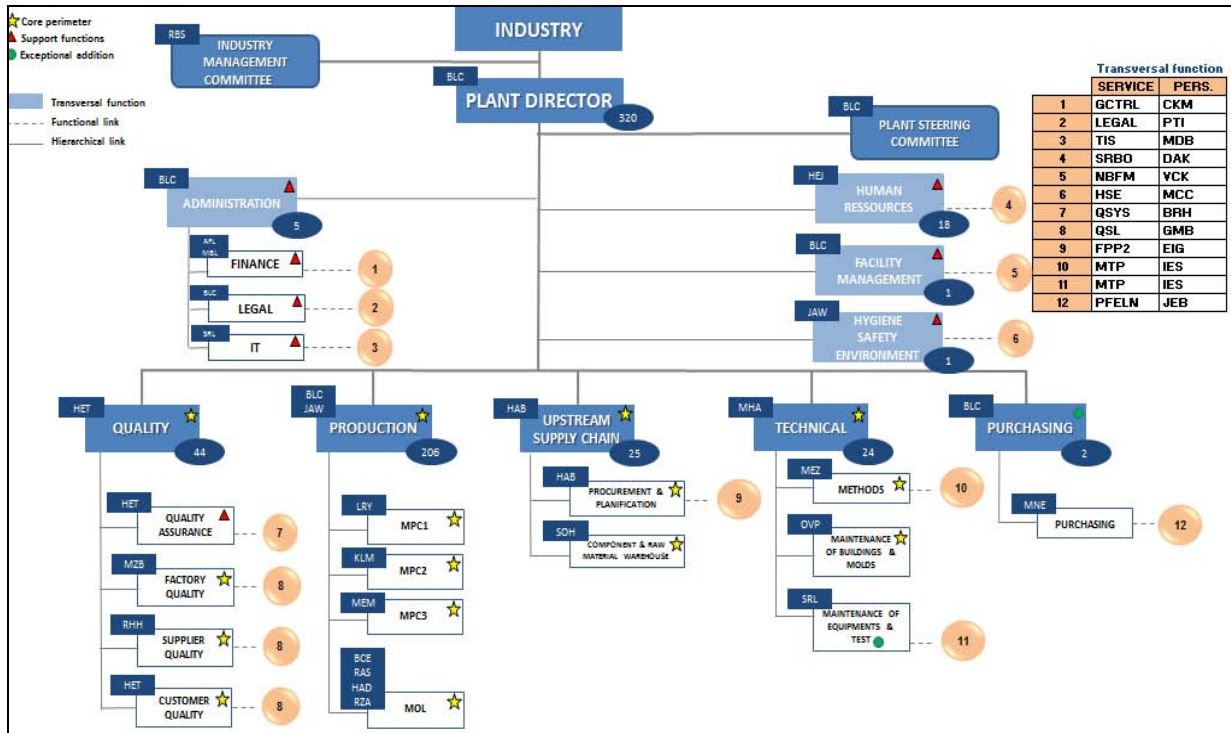 Core perimeter
Support functions
Exceptional addition
Transversal function
Functional link
Hierarchical link
INDUSTRY
RBS
INDUSTRY
MANAGEMENT
COMMITTEE
BLC
PLANT DIRECTOR
320
BLC
PLANT STEERING
COMMITTEE
Transversal function
SERVICE PERS.
1 GCTRL CKM
2 LEGAL PTI
3 TIS MDB
4 SRBO DAK
5 NBFM VCK
6 HSE MCC
7 QSYS BRH
8 QSL GMB
9 FPP2 EIG
10 MTP IES
11 MTP IES
12 PFELN JEB
BLC
ADMINISTRATION
5
AFL
MBL
FINANCE
1
BLC
LEGAL
2
SRL
IT
3
HEJ
HUMAN
RESSOURCES
18
4
BLC
FACILITY
MANAGEMENT
1
5
JAW
HYGIENE
SAFETY
ENVIRONMENT
1
6
HET
QUALITY
44
BLC
JAW
PRODUCTION
206
HAB
UPSTREAM
SUPPLY CHAIN
25
MHA
TECHNICAL
24
BLC
PURCHASING
2
HET
QUALITY
ASSURANCE
7
MZB
FACTORY
QUALITY
8
RHH
SUPPLIER
QUALITY
8
HET
CUSTOMER
QUALITY
8
LRY
MPC1
KLM
MPC2
MEM
MPC3
BCE
RAS
HAD
RZA
MOL
HAB
PROCUREMENT &
PLANIFICATION
9
SOH
COMPONENT & RAW
MATERIAL WAREHOUSE
MEZ
METHODS
10
OVP
MAINTENANCE
OF BUILDINGS &
MOLDS
SRL
MAINTENANCE OF
EQUIPMENTS &
TEST
11
MNE
PURCHASING
12